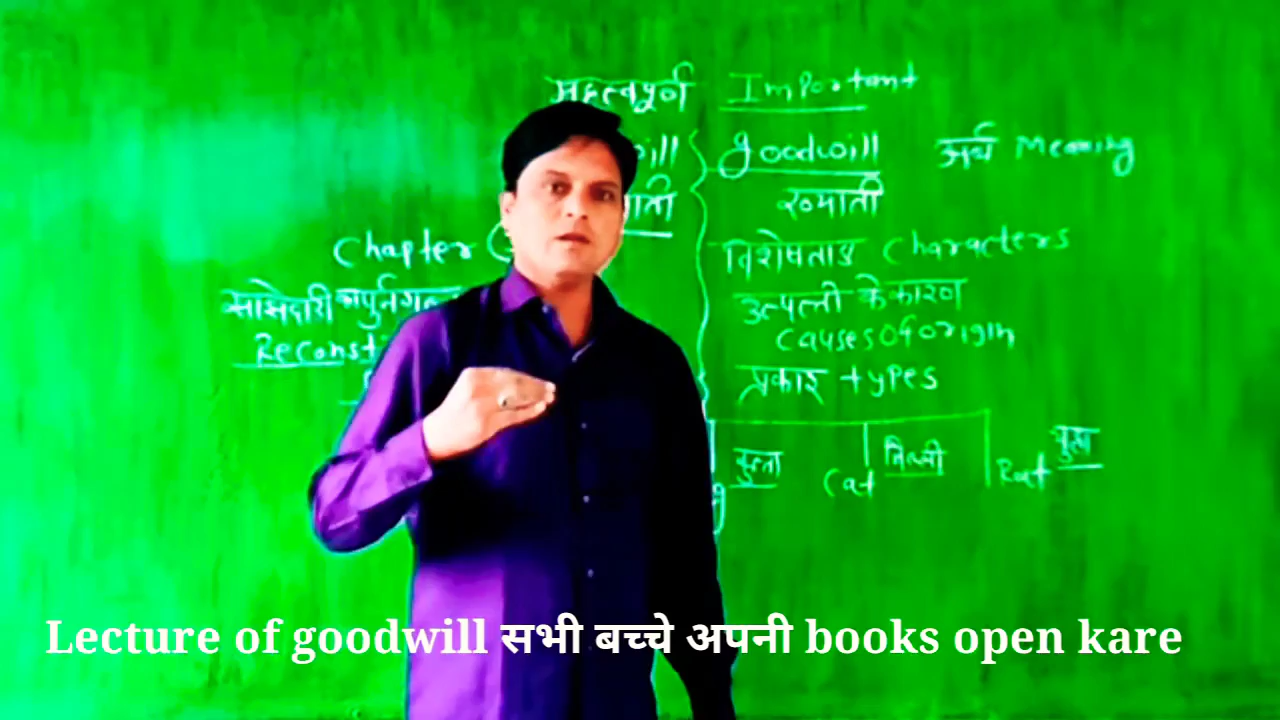 महत्वपूर्ण Important
goodwill अर्थ Meaning
ख्याती
Chapter
विशेषताए Characters
साझेदारी का पुर्नगठ
उत्पत्ती के कारण
Reconst
Causes of origin
प्रकार types
कुत्ता Cat बिल्ली Rat चुहा
Lecture of goodwill सभी बच्चे अपनी books open kare